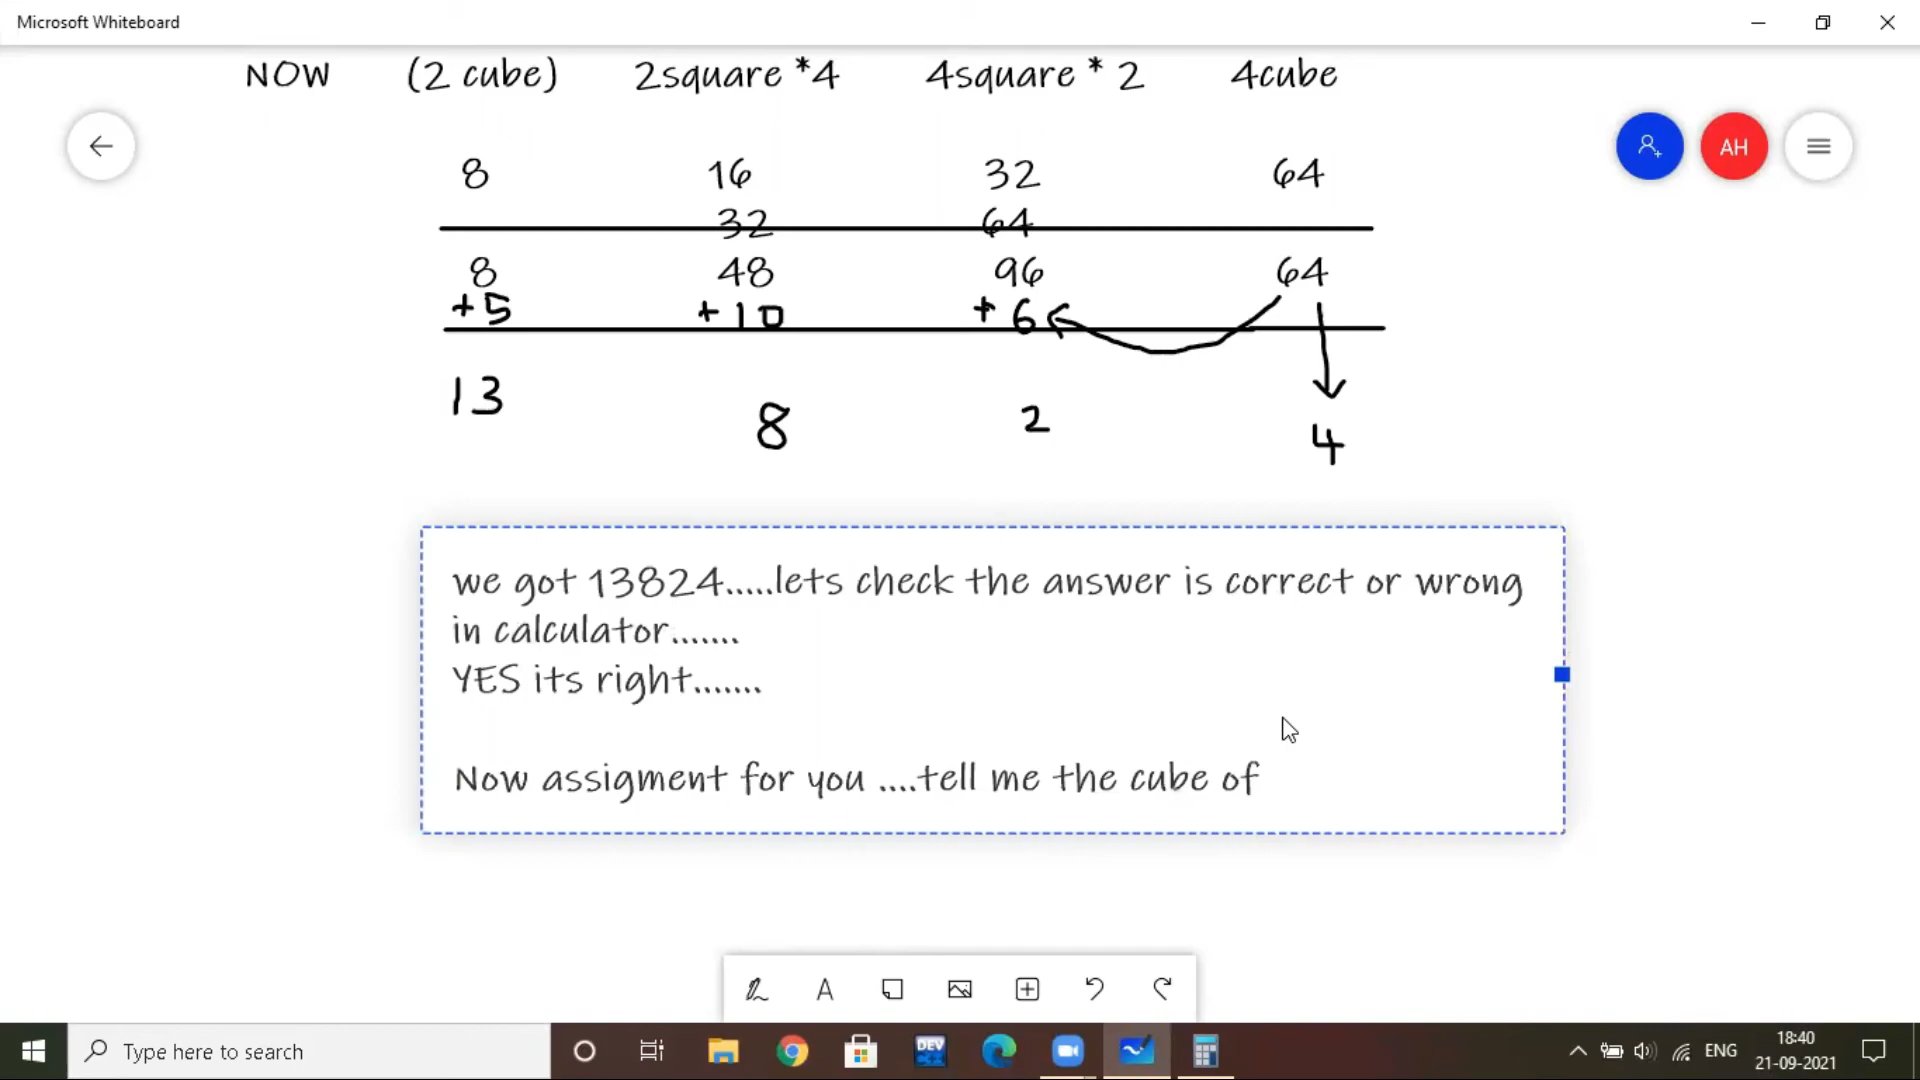 Microsoft Whiteboard
NOW (2 cube) 2square *4 4square * 2 4cube
AH
8 16 32 64
32 64
8 48 96 64
+5 +10 +6
13 8 2 4
we got 13824.....lets check the answer is correct or wrong
in calculator.......
YES its right.......
Now assigment for you ....tell me the cube of
A
Type here to search
DEV
ENG
18:40
21-09-2021